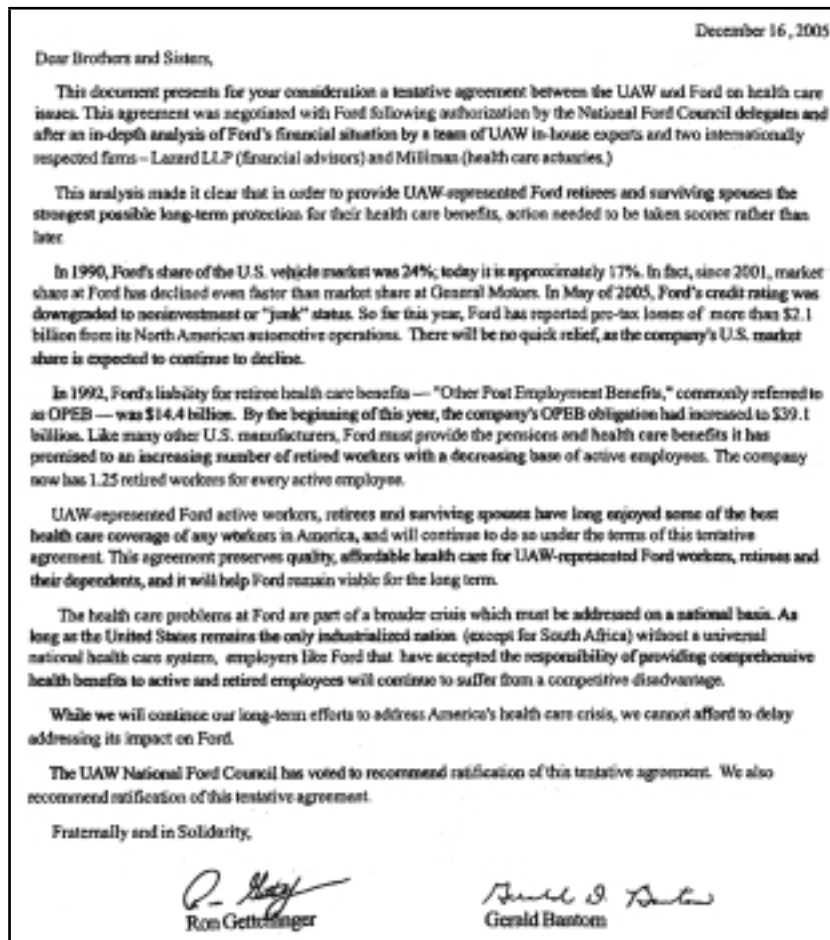 December 16, 2005
Dear Brothers and Sisters,
This document presents for your consideration a tentative agreement between the UAW and Ford on health care
issues. This agreement was negotiated with Ford following authorization by the National Ford Council delegates and
after an in-depth analysis of Ford's financial situation by a team of UAW in-house experts and two internationally
respected firms – Lazard LLP (financial advisors) and Milliman (health care actuaries.)
This analysis made it clear that in order to provide UAW-represented Ford retirees and surviving spouses the
strongest possible long-term protection for their health care benefits, action needed to be taken sooner rather than
later.
In 1990, Ford's share of the U.S. vehicle market was 24%; today it is approximately 17%. In fact, since 2001, market
share at Ford has declined even faster than market share at General Motors. In May of 2005, Ford's credit rating was
downgraded to noninvestment or "junk" status. So far this year, Ford has reported pre-tax losses of more than $2.1
billion from its North American automotive operations. There will be no quick relief, as the company's U.S. market
share is expected to continue to decline.
In 1992, Ford's liability for retiree health care benefits — "Other Post Employment Benefits," commonly referred to
as OPEB — was $14.4 billion. By the beginning of this year, the company's OPEB obligation had increased to $39.1
billion. Like many other U.S. manufacturers, Ford must provide the pensions and health care benefits it has
promised to an increasing number of retired workers with a decreasing base of active employees. The company
now has 1.25 retired workers for every active employee.
UAW-represented Ford active workers, retirees and surviving spouses have long enjoyed some of the best
health care coverage of any workers in America, and will continue to do so under the terms of this tentative
agreement. This agreement preserves quality, affordable health care for UAW-represented Ford workers, retirees and
their dependents, and it will help Ford remain viable for the long term.
The health care problems at Ford are part of a broader crisis which must be addressed on a national basis. As
long as the United States remains the only industrialized nation (except for South Africa) without a universal
national health care system, employers like Ford that have accepted the responsibility of providing comprehensive
health benefits to active and retired employees will continue to suffer from a competitive disadvantage.
While we will continue our long-term efforts to address America's health care crisis, we cannot afford to delay
addressing its impact on Ford.
The UAW National Ford Council has voted to recommend ratification of this tentative agreement. We also
recommend ratification of this tentative agreement.
Fraternally and in Solidarity,
Ron Gettelfinger
Gerald Bantom